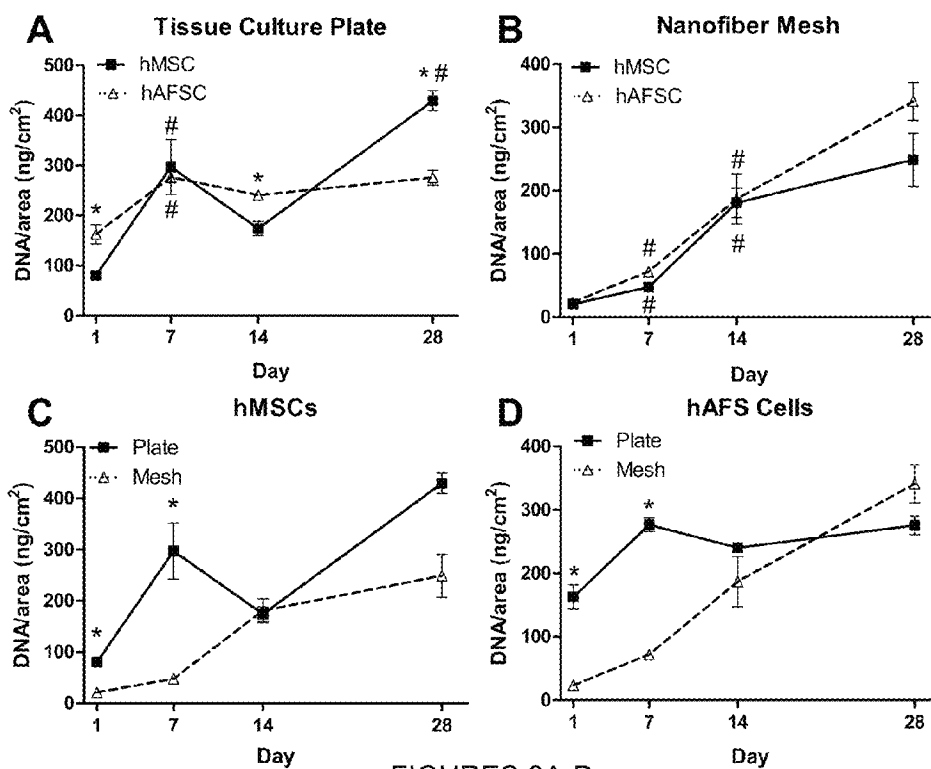 A
Tissue Culture Plate
hMSC
hAFSC
DNA/area (ng/cm²)
500
400
300
200
100
0
*
#
#
*
* #
1
7
14
28
Day
B
Nanofiber Mesh
hMSC
hAFSC
DNA/area (ng/cm²)
400
300
200
100
0
#
#
#
#
1
7
14
28
Day
C
hMSCs
Plate
Mesh
DNA/area (ng/cm²)
500
400
300
200
100
0
*
*
1
7
14
28
Day
D
hAFS Cells
Plate
Mesh
DNA/area (ng/cm²)
400
300
200
100
0
*
*
1
7
14
28
Day